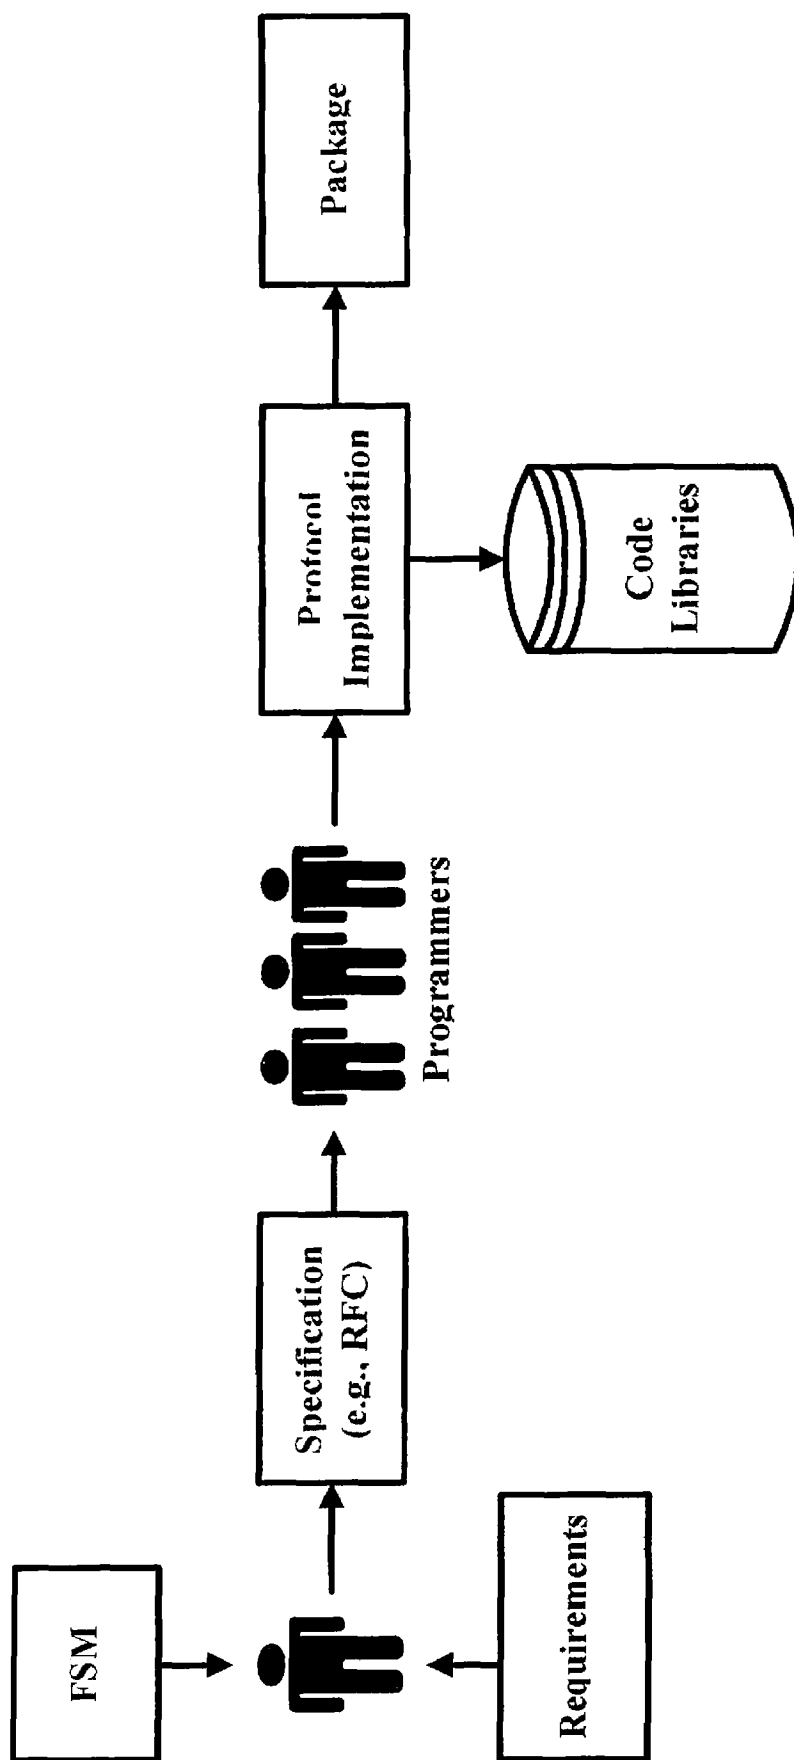 FSM
Requirements
Specification
(e.g., RFC)
Programmers
Protocol
Implementation
Code
Libraries
Package